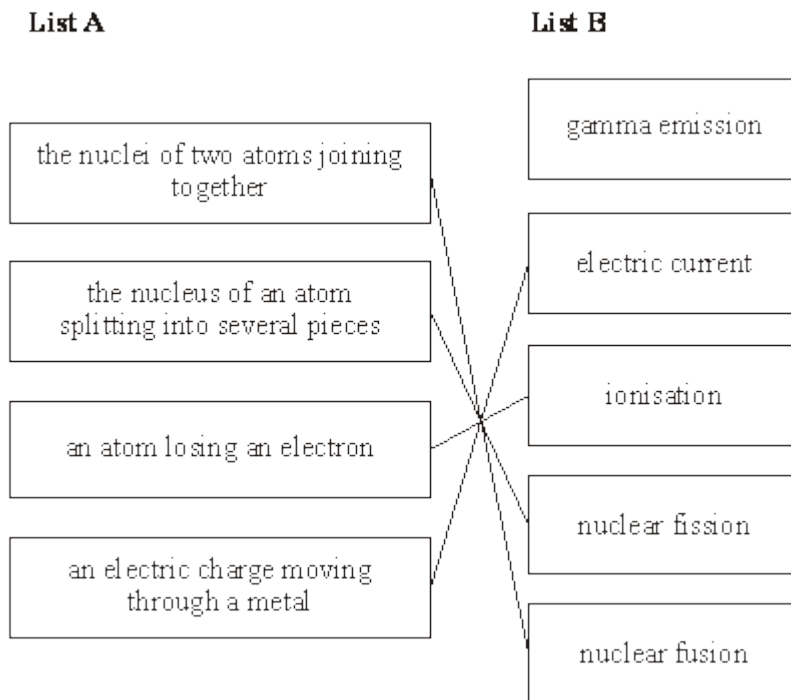 List A
List B
the nuclei of two atoms joining
together
the nucleus of an atom
splitting into several pieces
an atom losing an electron
an electric charge moving
through a metal
gamma emission
electric current
ionisation
nuclear fission
nuclear fusion